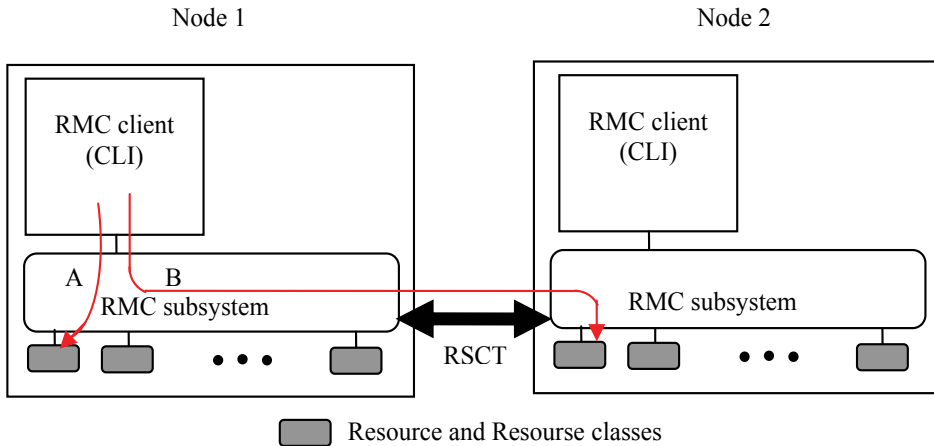 Node 1
Node 2
RMC client
(CLI)
RMC client
(CLI)
A
B
RMC subsystem
RMC subsystem
RSCT
Resource and Resourse classes